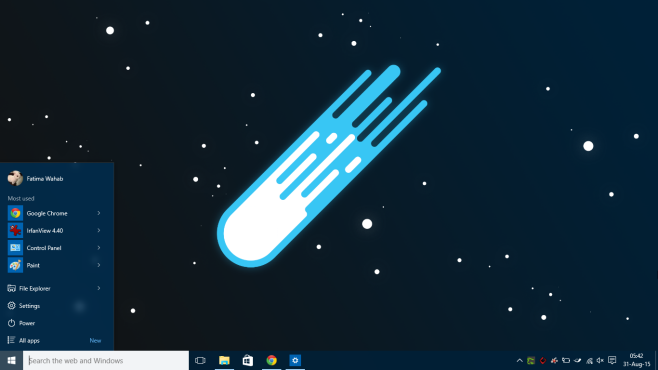 Fatima Wahab
Most used
Google Chrome
IrfanView 4.40
Control Panel
Paint
File Explorer
Settings
Power
All apps New
Search the web and Windows
05:42
31-Aug-15